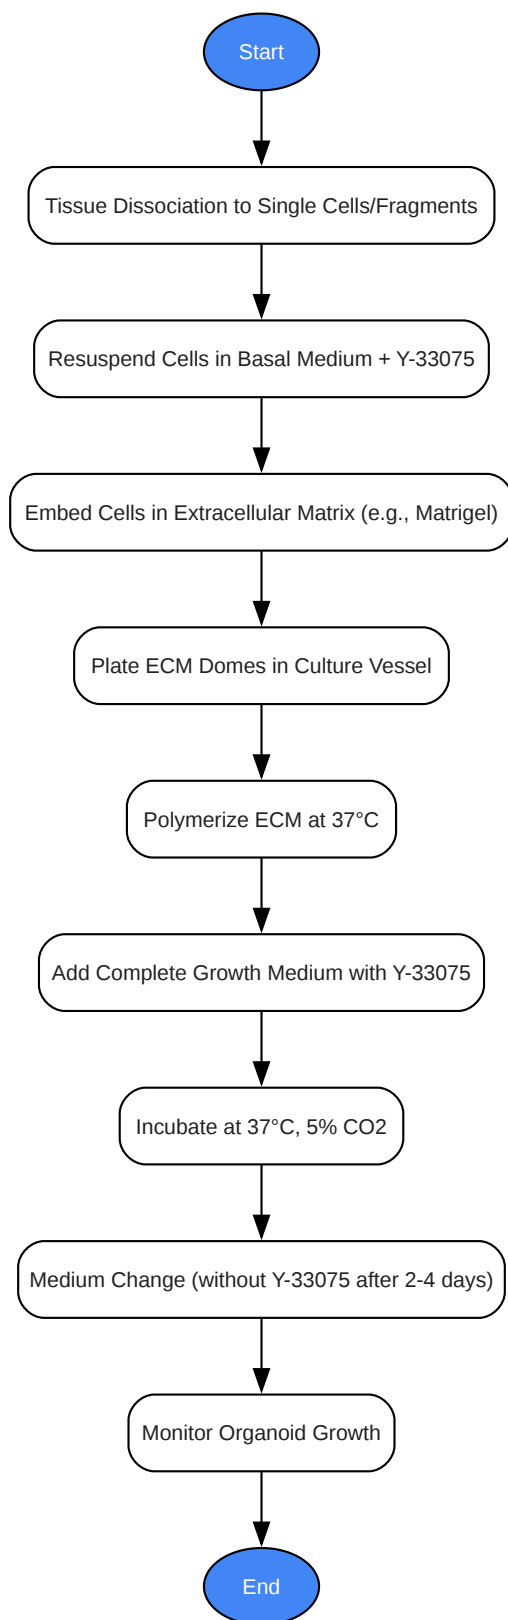 Start
Tissue Dissociation to Single Cells/Fragments
Resuspend Cells in Basal Medium + Y-33075
Embed Cells in Extracellular Matrix (e.g., Matrigel)
Plate ECM Domes in Culture Vessel
Polymerize ECM at 37°C
Add Complete Growth Medium with Y-33075
Incubate at 37°C, 5% CO2
Medium Change (without Y-33075 after 2-4 days)
Monitor Organoid Growth
End